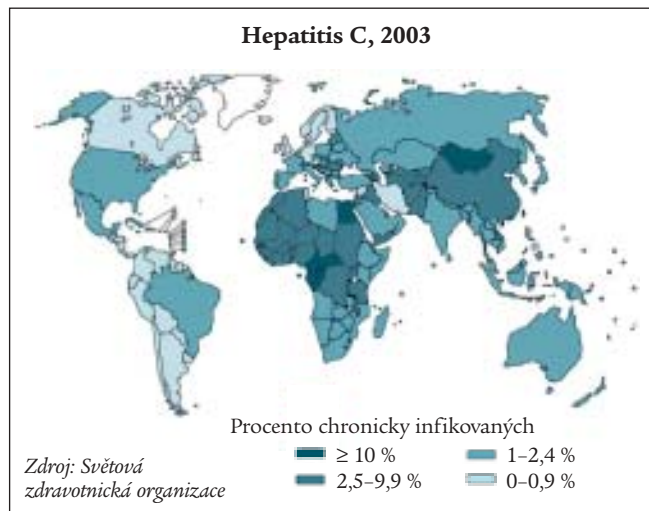 Hepatitis C, 2003
Procento chronicky infikovaných
≥ 10 %
1–2,4 %
2,5–9,9 %
0–0,9 %
Zdroj: Světová
zdravotnická organizace